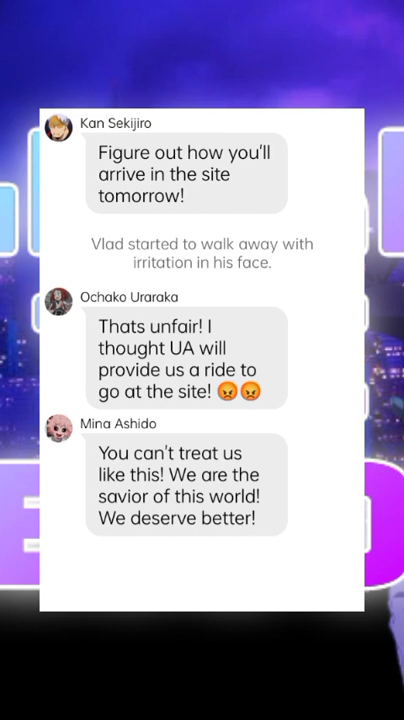 Kan Sekijiro
Figure out how you'll
arrive in the site
tomorrow!
Vlad started to walk away with
irritation in his face.
Ochako Uraraka
Thats unfair! I
thought UA will
provide us a ride to
go at the site! 😡😡
Mina Ashido
You can't treat us
like this! We are the
savior of this world!
We deserve better!